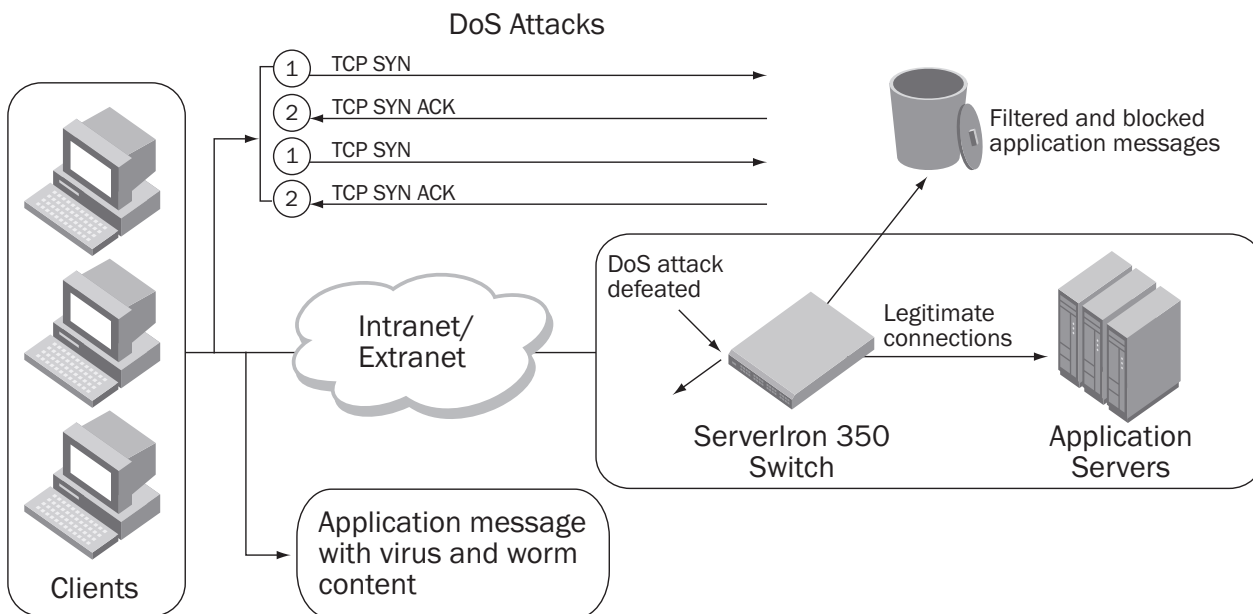 DoS Attacks
1 TCP SYN
2 TCP SYN ACK
1 TCP SYN
2 TCP SYN ACK
Filtered and blocked
application messages
DoS attack
defeated
Intranet/
Extranet
Legitimate
connections
ServerIron 350
Switch
Application
Servers
Application message
with virus and worm
content
Clients